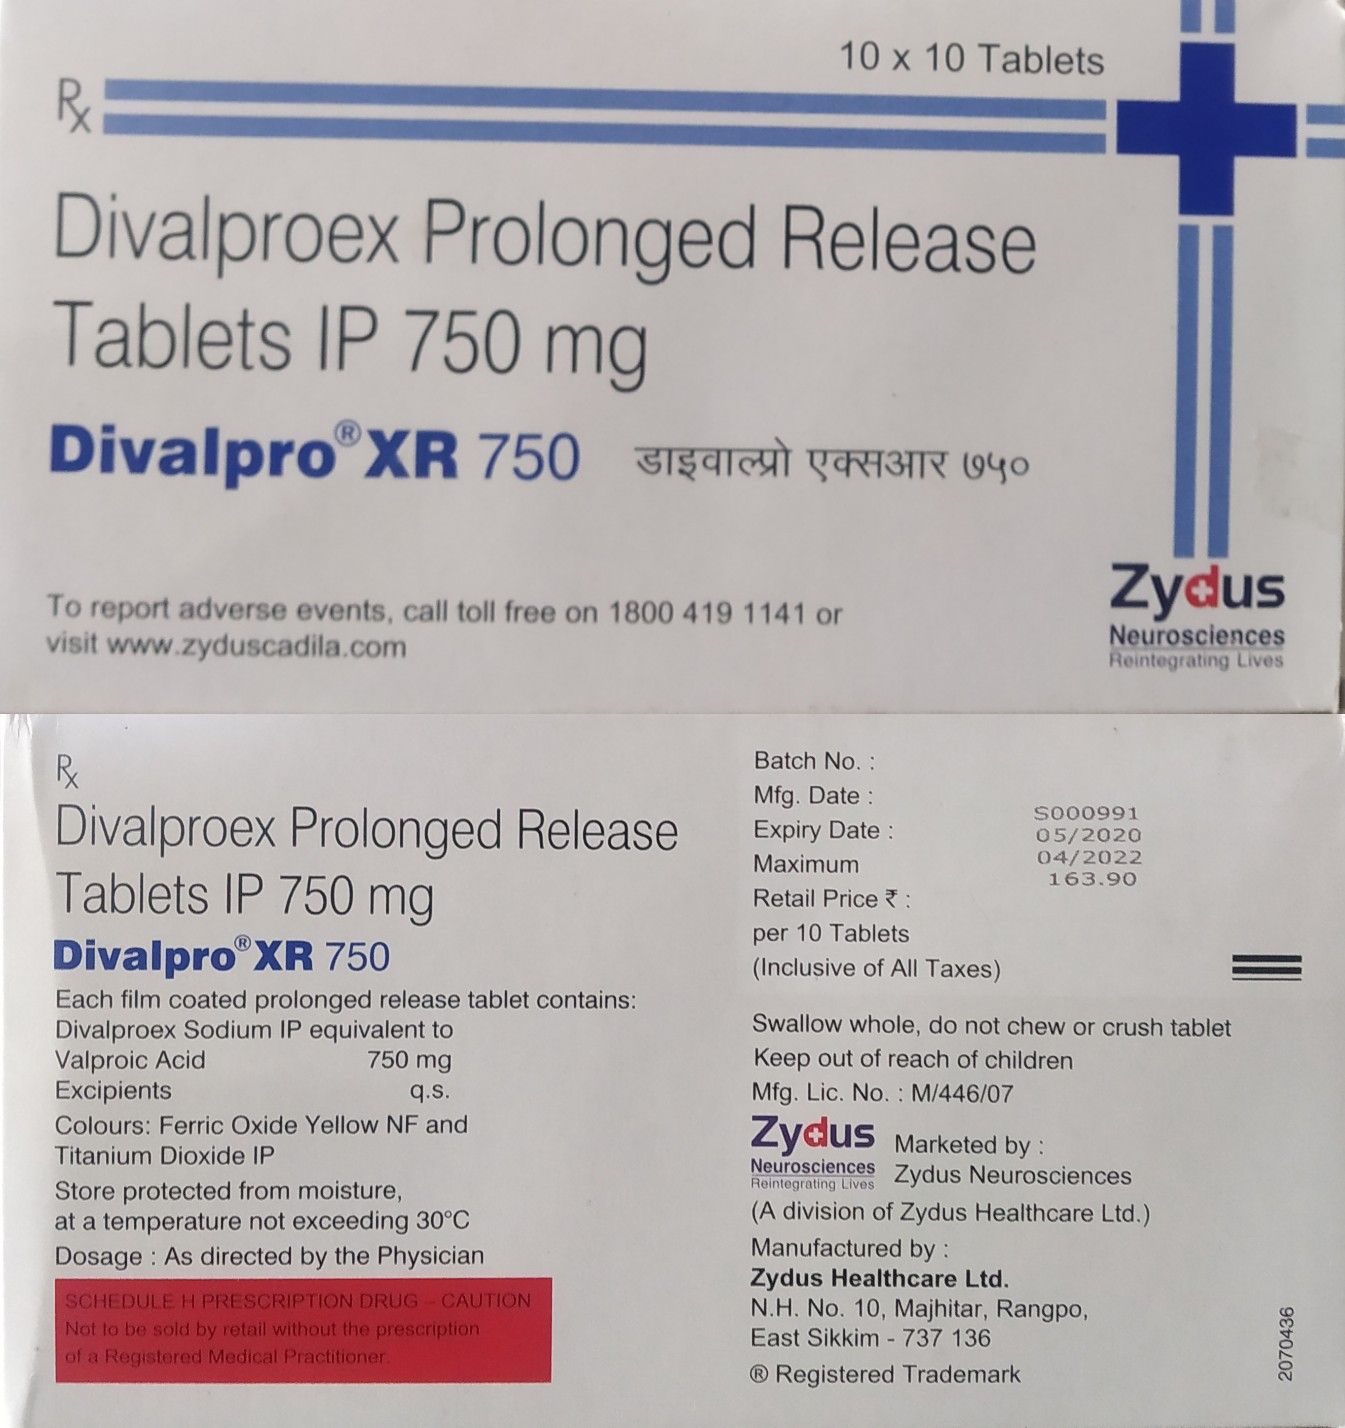 10 x 10 Tablets
Rx
Divalproex Prolonged Release
Tablets IP 750 mg
Divalpro® XR 750 डाइवाल्प्रो एक्सआर ७५०
To report adverse events, call toll free on 1800 419 1141 or
visit www.zyduscadila.com
Zydus
Neurosciences
Reintegrating Lives
Rx
Divalproex Prolonged Release
Tablets IP 750 mg
Divalpro® XR 750
Each film coated prolonged release tablet contains:
Divalproex Sodium IP equivalent to
Valproic Acid 750 mg
Excipients q.s.
Colours: Ferric Oxide Yellow NF and
Titanium Dioxide IP
Store protected from moisture,
at a temperature not exceeding 30°C
Dosage : As directed by the Physician
SCHEDULE H PRESCRIPTION DRUG – CAUTION
Not to be sold by retail without the prescription
of a Registered Medical Practitioner.
Batch No. :
Mfg. Date :
Expiry Date :
Maximum
Retail Price ₹ :
per 10 Tablets
(Inclusive of All Taxes)
S000991
05/2020
04/2022
163.90
Swallow whole, do not chew or crush tablet
Keep out of reach of children
Mfg. Lic. No. : M/446/07
Zydus
Neurosciences
Reintegrating Lives
Marketed by :
Zydus Neurosciences
(A division of Zydus Healthcare Ltd.)
Manufactured by :
Zydus Healthcare Ltd.
N.H. No. 10, Majhitar, Rangpo,
East Sikkim - 737 136
® Registered Trademark
2070436